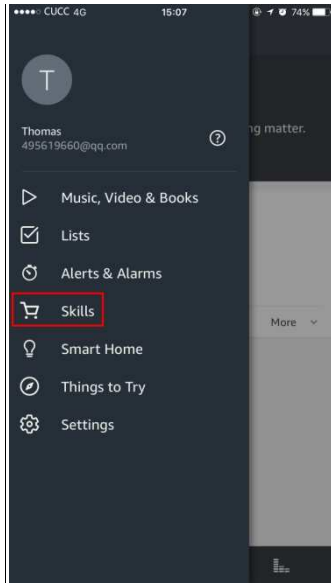 CUCC 4G 15:07 74%
T
Thomas
495619660@qq.com
ng matter.
Music, Video & Books
Lists
Alerts & Alarms
Skills
More
Smart Home
Things to Try
Settings